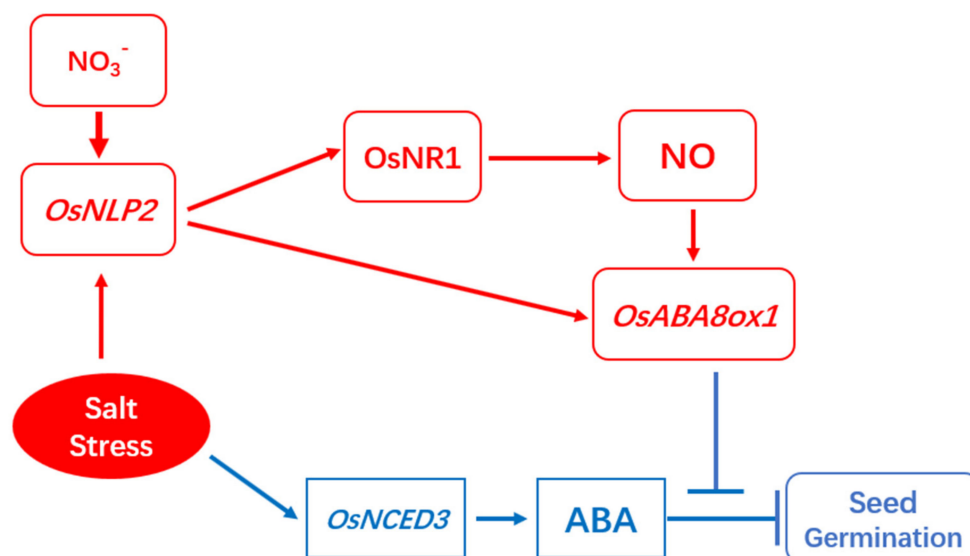 NO₃⁻
OsNR1
NO
OsNLP2
OsABA8ox1
Salt
Stress
OsNCED3
ABA
Seed
Germination